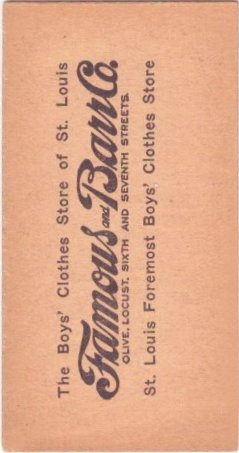 The Boys' Clothes Store of St. Louis
Famous and Barr Co.
OLIVE, LOCUST, SIXTH AND SEVENTH STREETS.
St. Louis Foremost Boys' Clothes Store